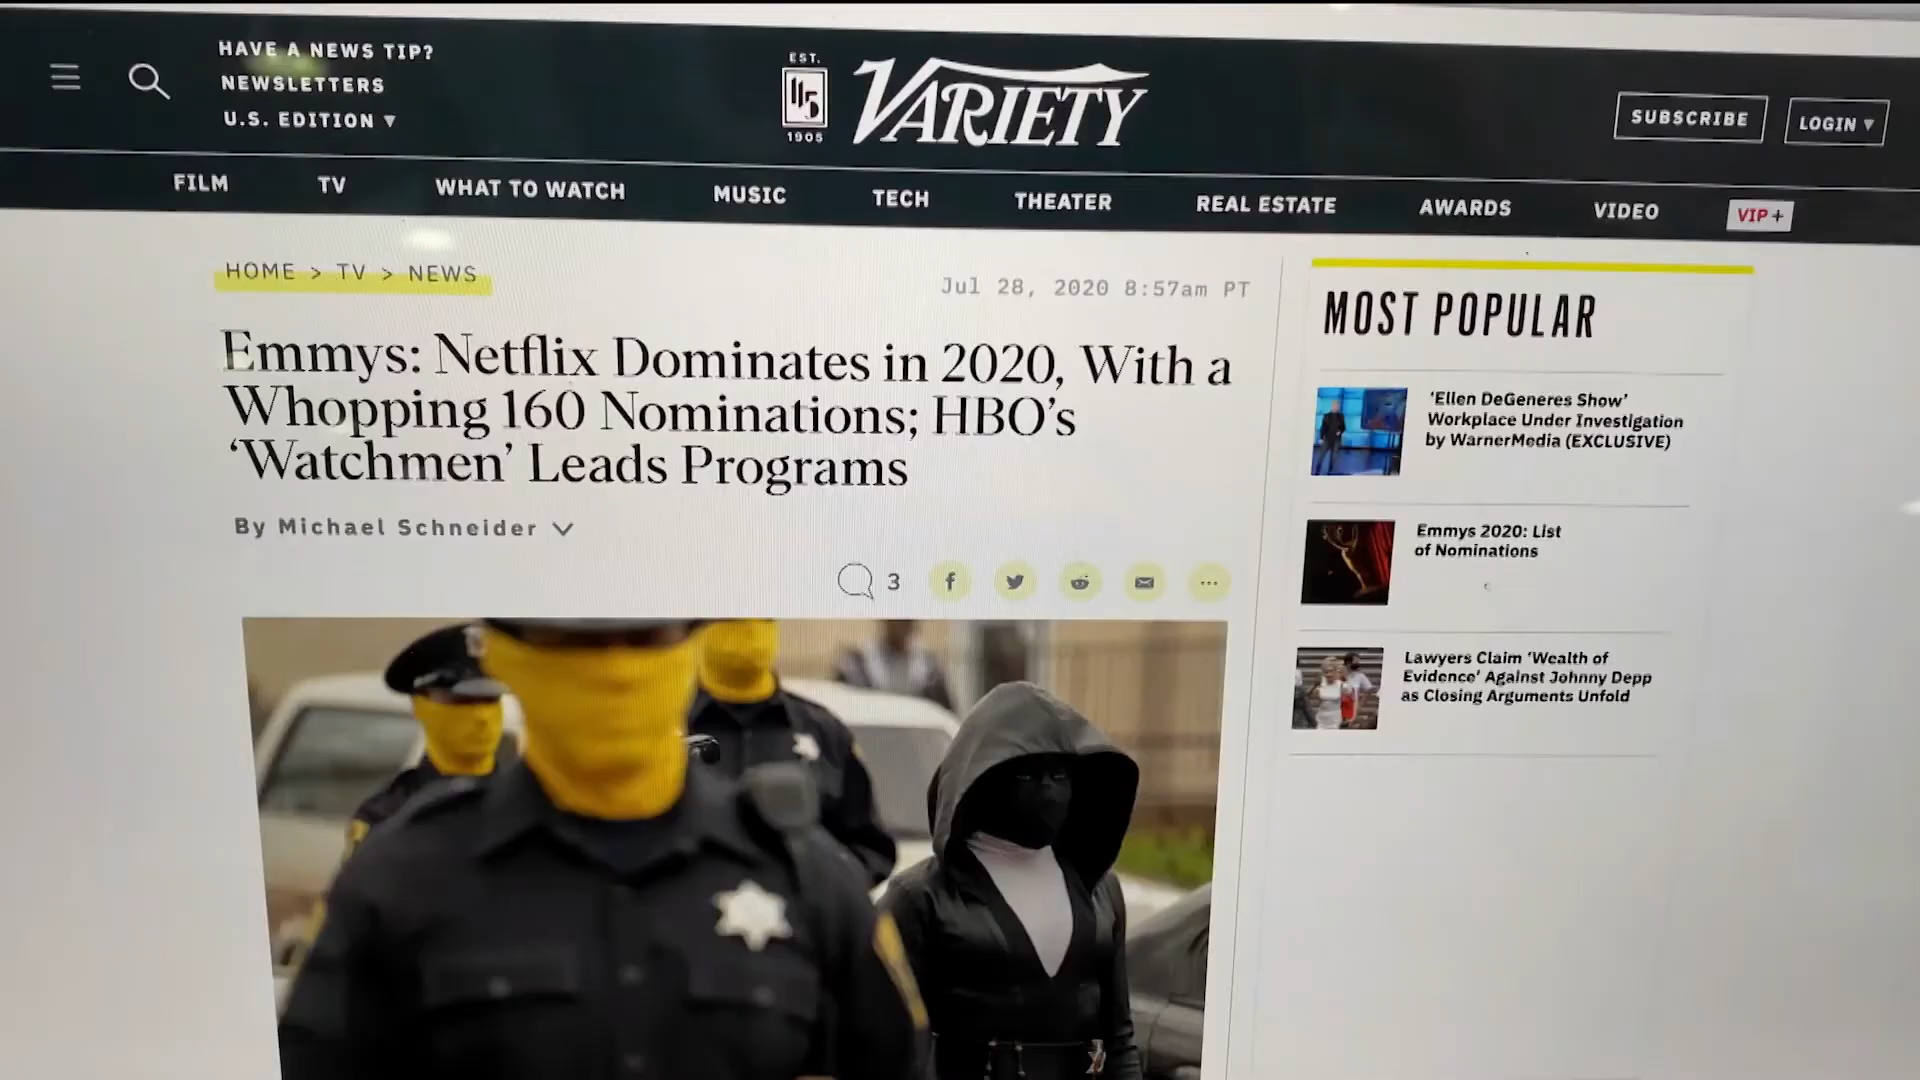 HAVE A NEWS TIP?
NEWSLETTERS
U.S. EDITION ▼
EST.
115
1905
VARIETY
SUBSCRIBE
LOGIN ▼
FILM
TV
WHAT TO WATCH
MUSIC
TECH
THEATER
REAL ESTATE
AWARDS
VIDEO
VIP+
HOME > TV > NEWS
Jul 28, 2020 8:57am PT
Emmys: Netflix Dominates in 2020, With a
Whopping 160 Nominations; HBO’s
‘Watchmen’ Leads Programs
By Michael Schneider
3
MOST POPULAR
‘Ellen DeGeneres Show’
Workplace Under Investigation
by WarnerMedia (EXCLUSIVE)
Emmys 2020: List
of Nominations
Lawyers Claim ‘Wealth of
Evidence’ Against Johnny Depp
as Closing Arguments Unfold